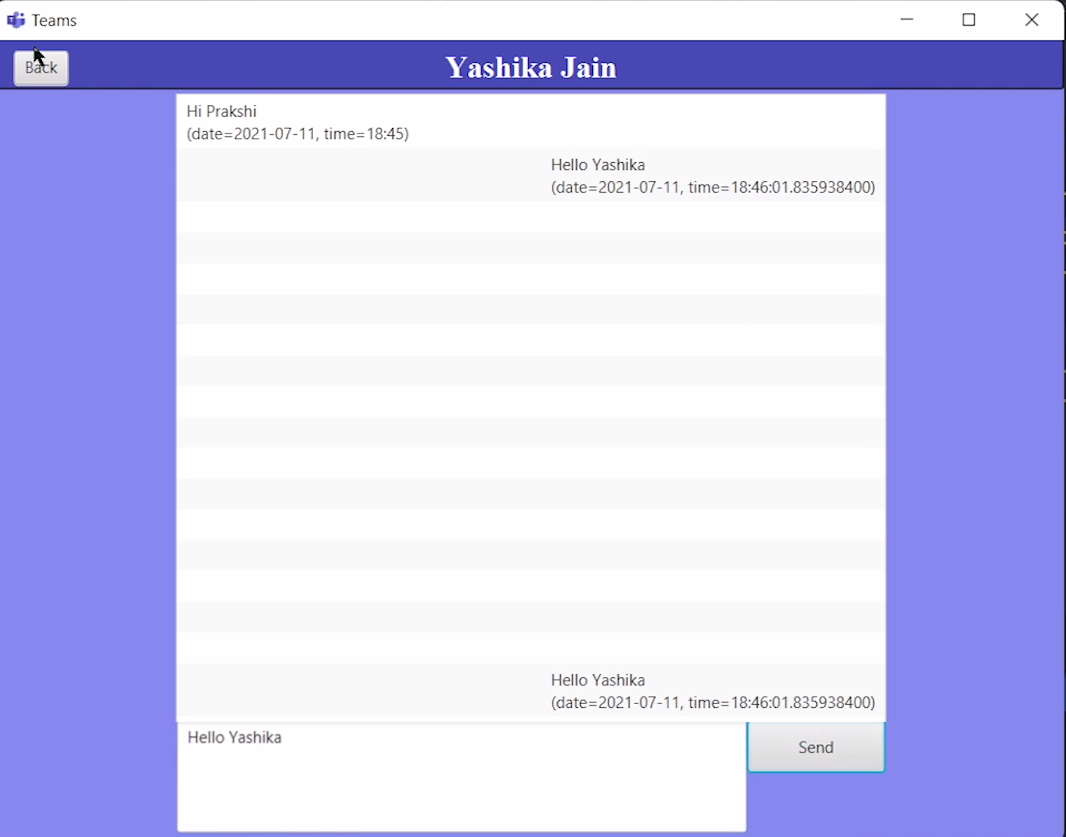 Teams
Back
Yashika Jain
Hi Prakshi
(date=2021-07-11, time=18:45)
Hello Yashika
(date=2021-07-11, time=18:46:01.835938400)
Hello Yashika
(date=2021-07-11, time=18:46:01.835938400)
Hello Yashika
Send